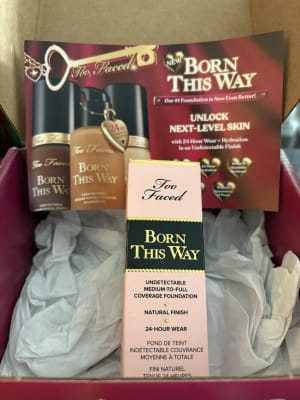 Too Faced
NEW
BORN
THIS WAY
Our #1 Foundation is Now Even Better!
UNLOCK
NEXT-LEVEL SKIN
with 24 Hour Wear + Hydration
in an Undetectable Finish
Too Faced
BORN
THIS WAY
Too Faced
BORN
THIS WAY
Too Faced
BORN
THIS WAY
UNDETECTABLE
MEDIUM-TO-FULL
COVERAGE FOUNDATION
NATURAL FINISH
24-HOUR WEAR
FOND DE TEINT
INDÉTECTABLE COUVRANCE
MOYENNE À TOTALE
FINI NATUREL
TENUE 24 HEURES